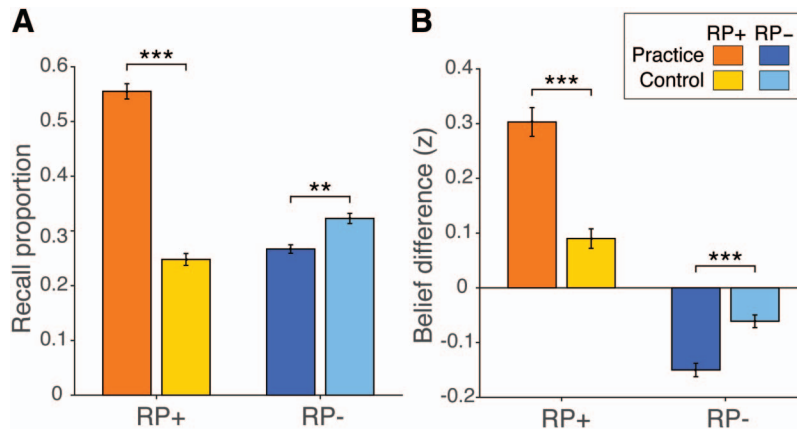 A
Recall proportion
0.6
0.5
0.4
0.3
0.2
0.1
0
***
**
RP+
RP-
B
RP+ RP−
Practice
Control
Belief difference (z)
0.4
0.3
0.2
0.1
0
-0.1
-0.2
***
***
RP+
RP-